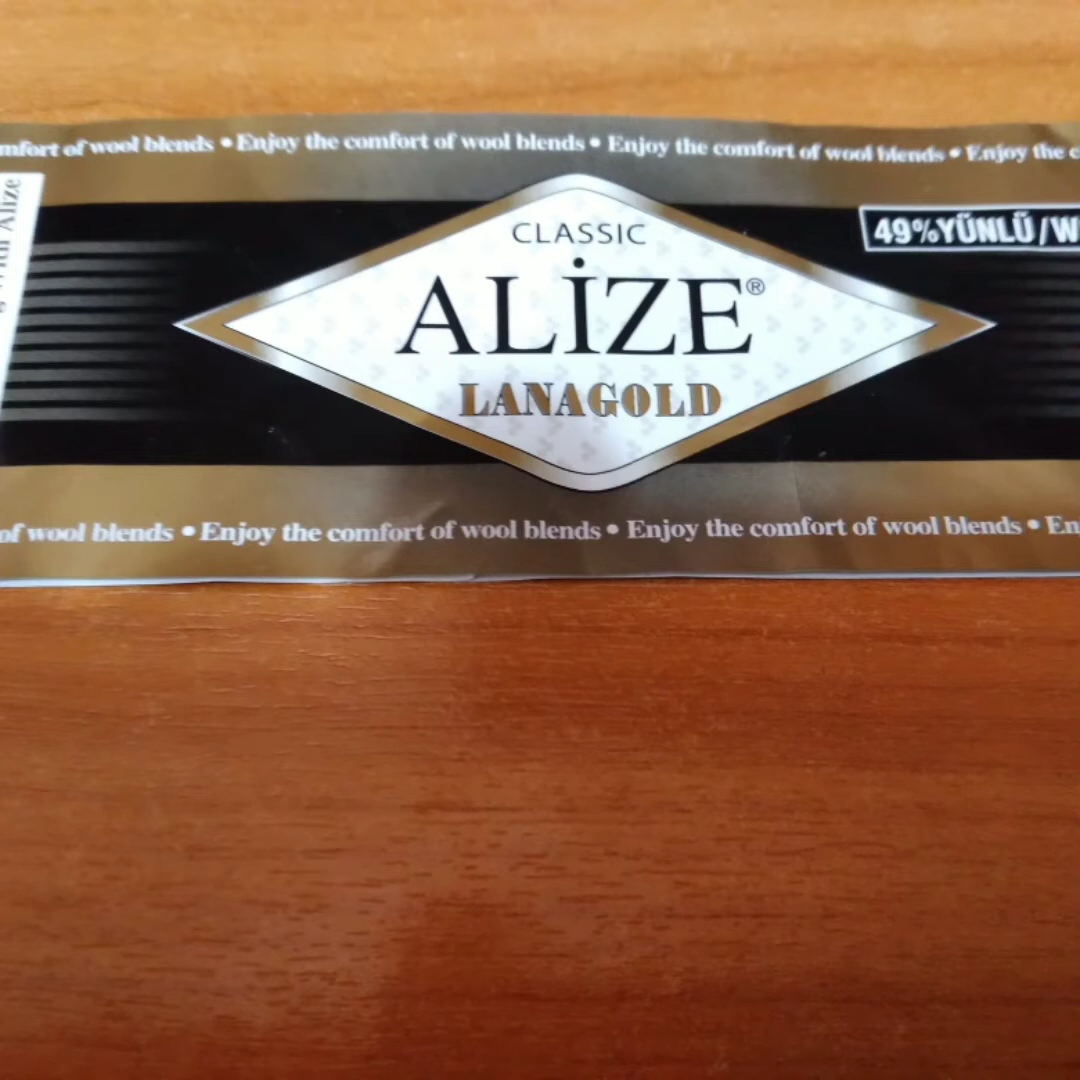 of wool blends • Enjoy the comfort of wool blends • Enjoy the comfort of wool blends • Enjoy the
Alize
CLASSIC
49%YÜNLÜ/W
ALİZE®
LANAGOLD
of wool blends • Enjoy the comfort of wool blends • Enjoy the comfort of wool blends •